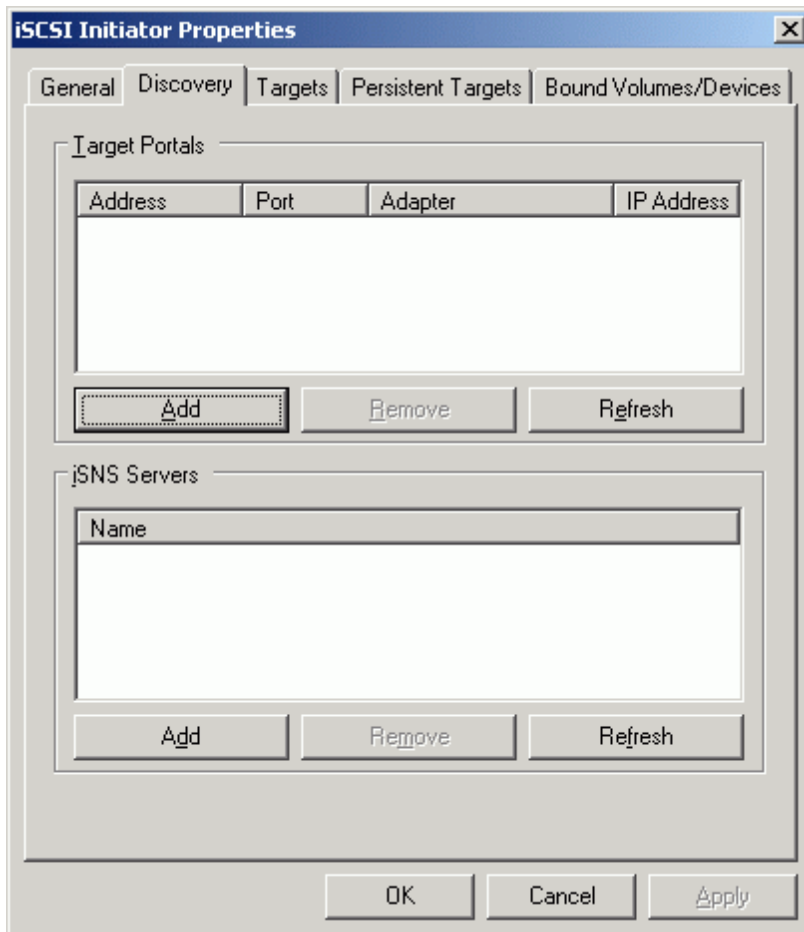 iSCSI Initiator Properties
General Discovery Targets Persistent Targets Bound Volumes/Devices
Target Portals
Address Port Adapter IP Address
Add Remove Refresh
iSNS Servers
Name
Add Remove Refresh
OK Cancel Apply